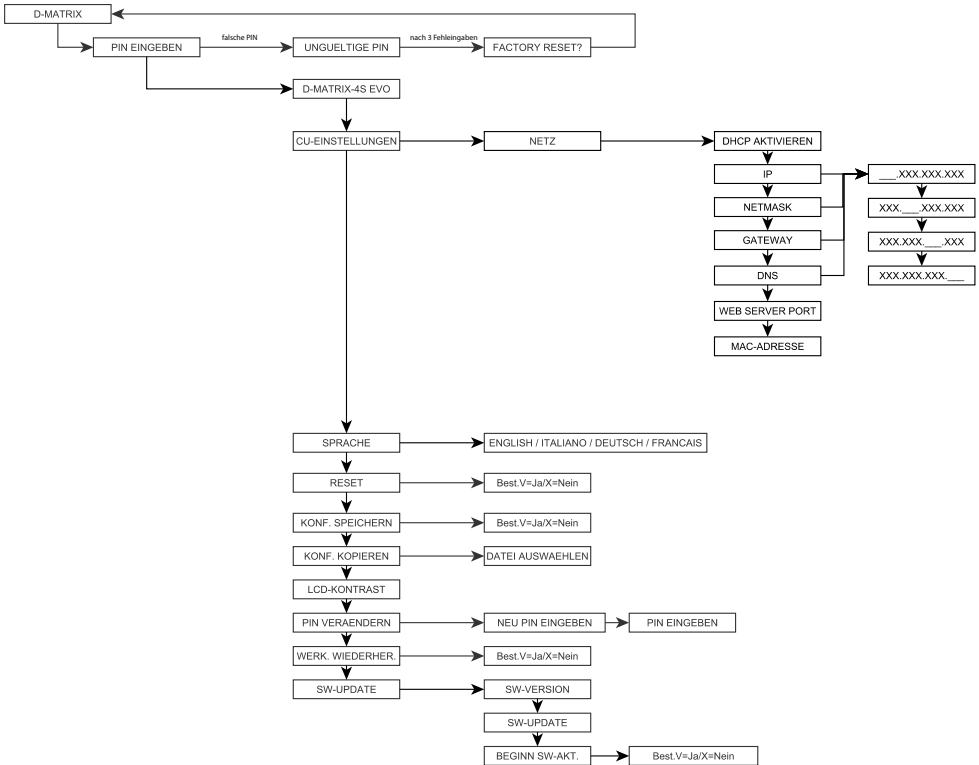 D-MATRIX
PIN EINGEBEN
falsche PIN
UNGUELTIGE PIN
nach 3 Fehleingaben
FACTORY RESET?
D-MATRIX-4S EVO
CU-EINSTELLUNGEN
NETZ
DHCP AKTIVIEREN
IP
___.XXX.XXX.XXX
NETMASK
XXX.___.XXX.XXX
GATEWAY
XXX.XXX.___.XXX
DNS
XXX.XXX.XXX.___
WEB SERVER PORT
MAC-ADRESSE
SPRACHE
ENGLISH / ITALIANO / DEUTSCH / FRANCAIS
RESET
Best.V=Ja/X=Nein
KONF. SPEICHERN
Best.V=Ja/X=Nein
KONF. KOPIEREN
DATEI AUSWAEHLEN
LCD-KONTRAST
PIN VERAENDERN
NEU PIN EINGEBEN
PIN EINGEBEN
WERK. WIEDERHER.
Best.V=Ja/X=Nein
SW-UPDATE
SW-VERSION
SW-UPDATE
BEGINN SW-AKT.
Best.V=Ja/X=Nein